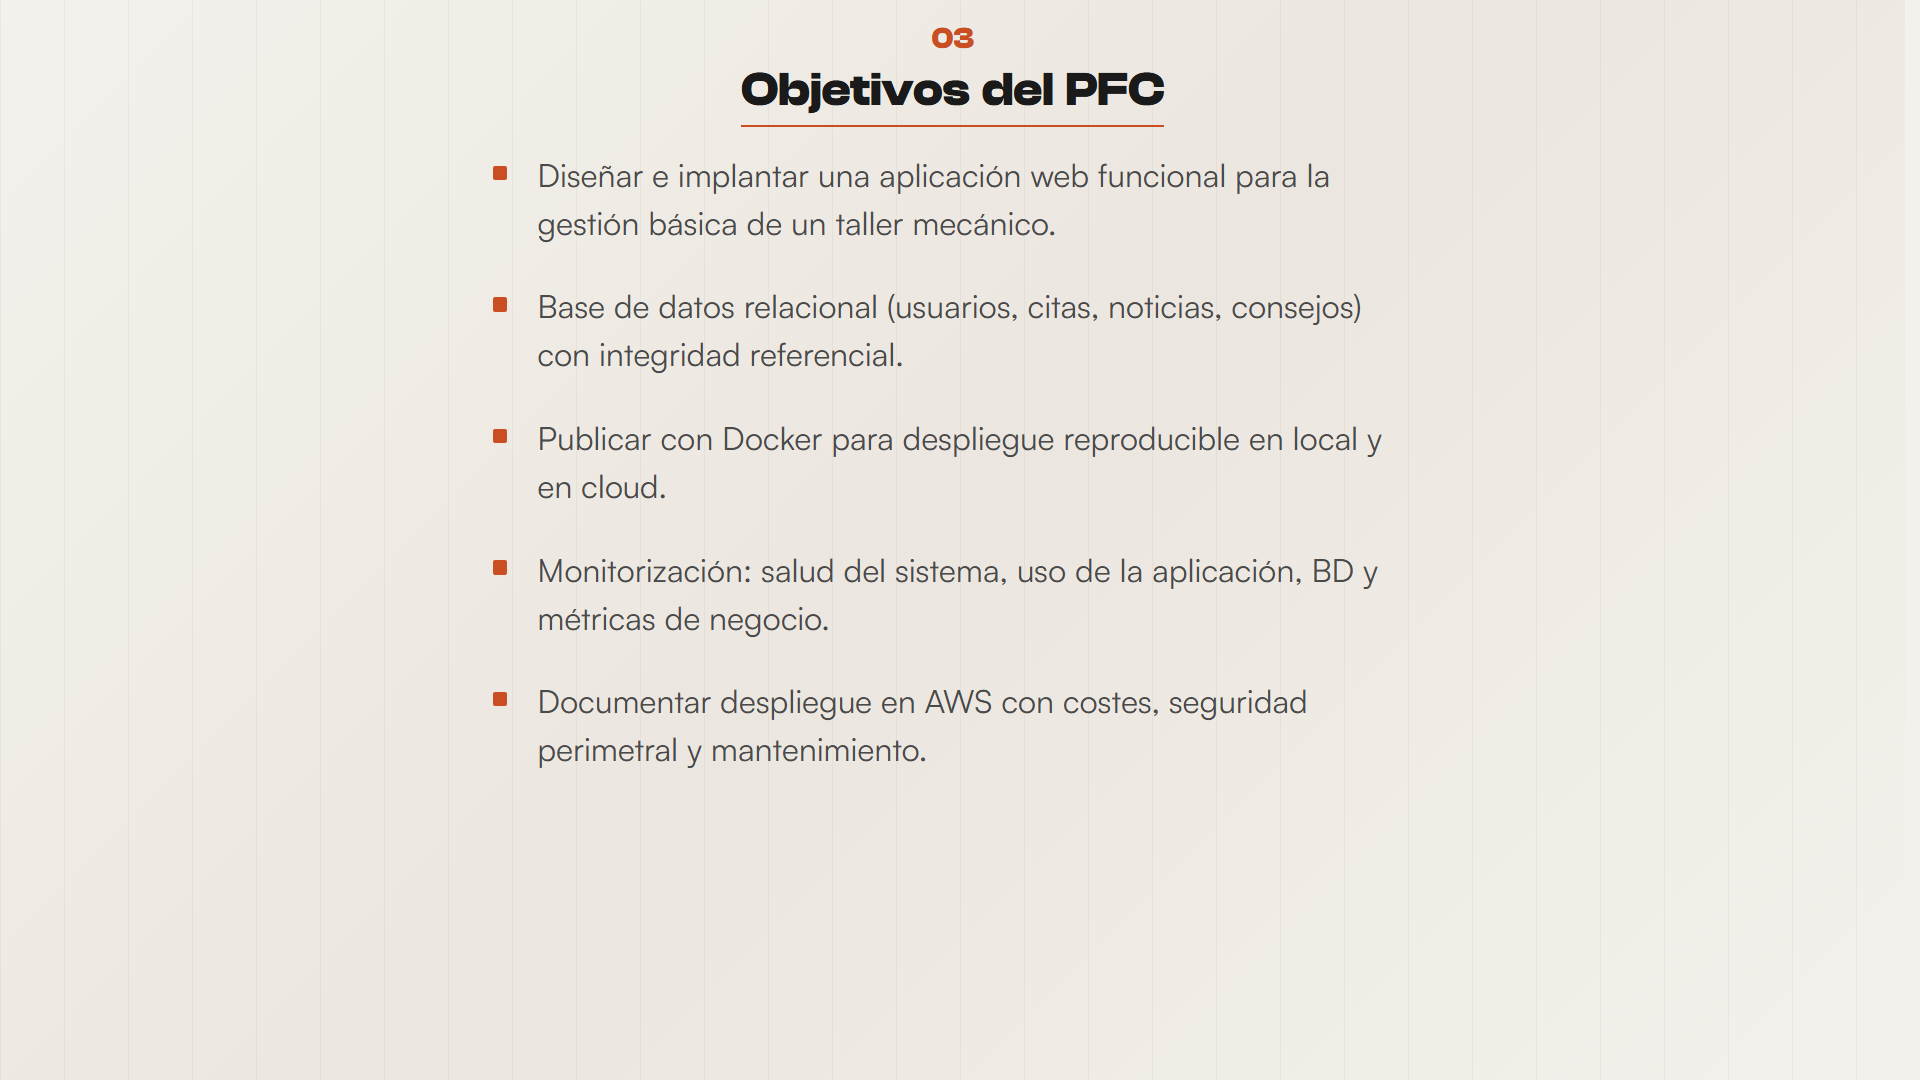 03
Objetivos del PFC
Diseñar e implantar una aplicación web funcional para la
gestión básica de un taller mecánico.
Base de datos relacional (usuarios, citas, noticias, consejos)
con integridad referencial.
Publicar con Docker para despliegue reproducible en local y
en cloud.
Monitorización: salud del sistema, uso de la aplicación, BD y
métricas de negocio.
Documentar despliegue en AWS con costes, seguridad
perimetral y mantenimiento.